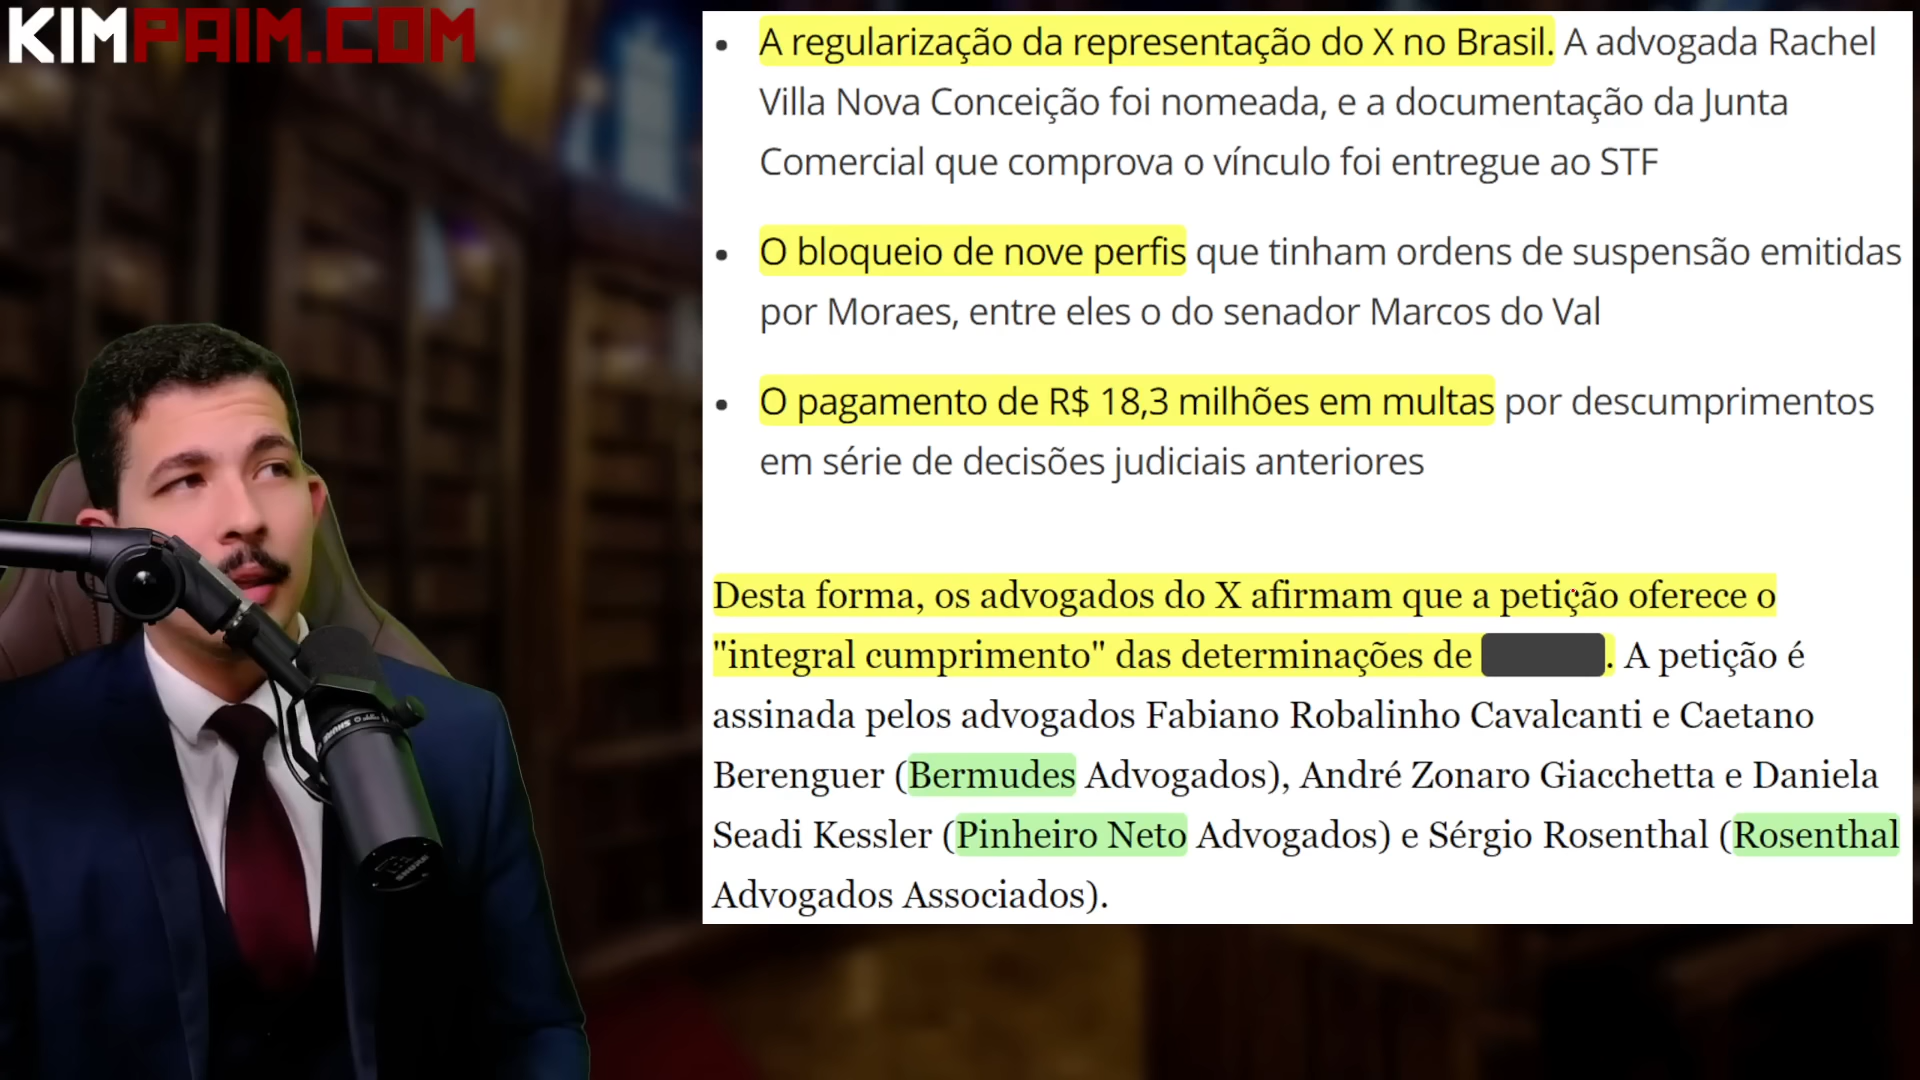 KIMPAIM.COM
• A regularização da representação do X no Brasil. A advogada Rachel
Villa Nova Conceição foi nomeada, e a documentação da Junta
Comercial que comprova o vínculo foi entregue ao STF
• O bloqueio de nove perfis que tinham ordens de suspensão emitidas
por Moraes, entre eles o do senador Marcos do Val
• O pagamento de R$ 18,3 milhões em multas por descumprimentos
em série de decisões judiciais anteriores
Desta forma, os advogados do X afirmam que a petição oferece o
"integral cumprimento" das determinações de . A petição é
assinada pelos advogados Fabiano Robalinho Cavalcanti e Caetano
Berenguer (Bermudes Advogados), André Zonaro Giacchetta e Daniela
Seadi Kessler (Pinheiro Neto Advogados) e Sérgio Rosenthal (Rosenthal
Advogados Associados).
SHURE